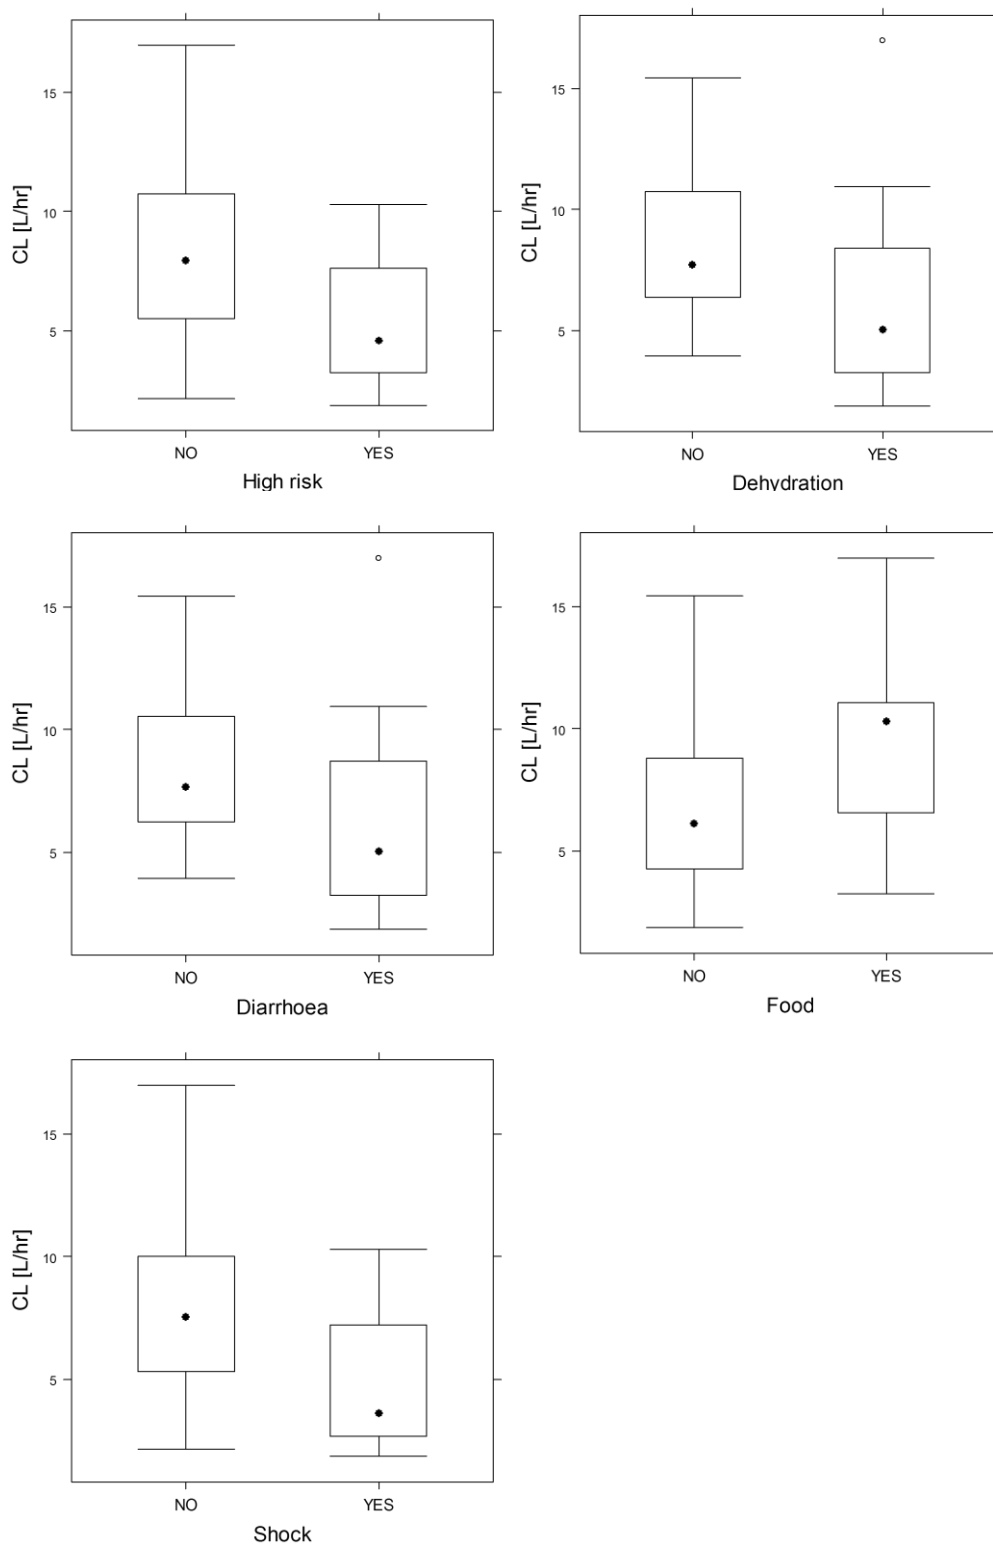 CL [L/hr]
15
10
5
NO YES
High risk
CL [L/hr]
15
10
5
NO YES
Dehydration
CL [L/hr]
15
10
5
NO YES
Diarrhoea
CL [L/hr]
15
10
5
NO YES
Food
CL [L/hr]
15
10
5
NO YES
Shock